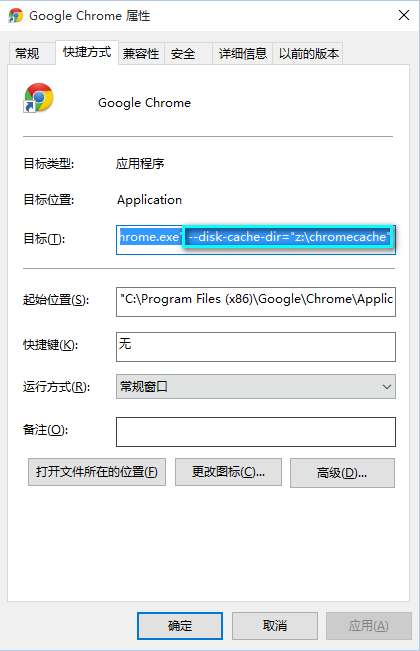 Google Chrome 属性
常规 快捷方式 兼容性 安全 详细信息 以前的版本
Google Chrome
目标类型: 应用程序
目标位置: Application
目标(T): hrome.exe" --disk-cache-dir="z:\chromecache"
起始位置(S): "C:\Program Files (x86)\Google\Chrome\Applic
快捷键(K): 无
运行方式(R): 常规窗口
备注(O):
打开文件所在的位置(F) 更改图标(C)... 高级(D)...
确定 取消 应用(A)